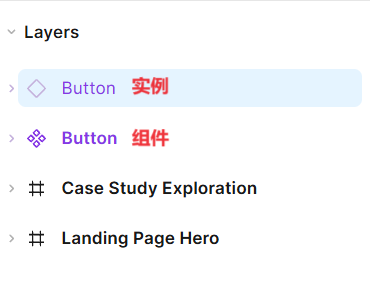 Layers
Button 实例
Button 组件
Case Study Exploration
Landing Page Hero